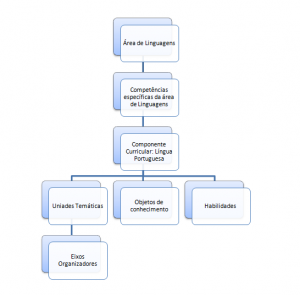 Área de Linguagens
Competências
específicas da área
de Linguagens
Componente
Curricular: Língua
Portuguesa
Uniades Temáticas
Objetos de
conhecimento
Habilidades
Eixos
Organizadores